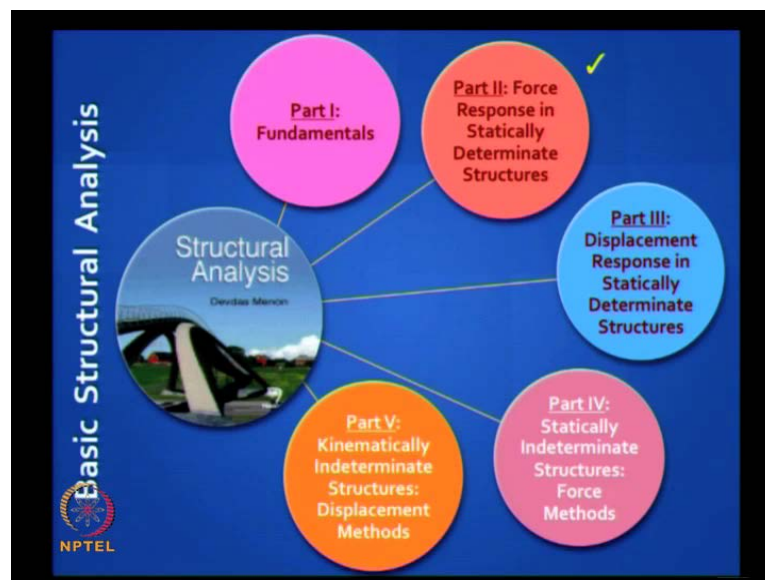 Basic Structural Analysis
Part I:
Fundamentals
Part II: Force
Response in
Statically
Determinate
Structures
Structural
Analysis
Devdas Menon
Part III:
Displacement
Response in
Statically
Determinate
Structures
Part IV:
Statically
Indeterminate
Structures:
Force
Methods
Part V:
Kinematically
Indeterminate
Structures:
Displacement
Methods
NPTEL